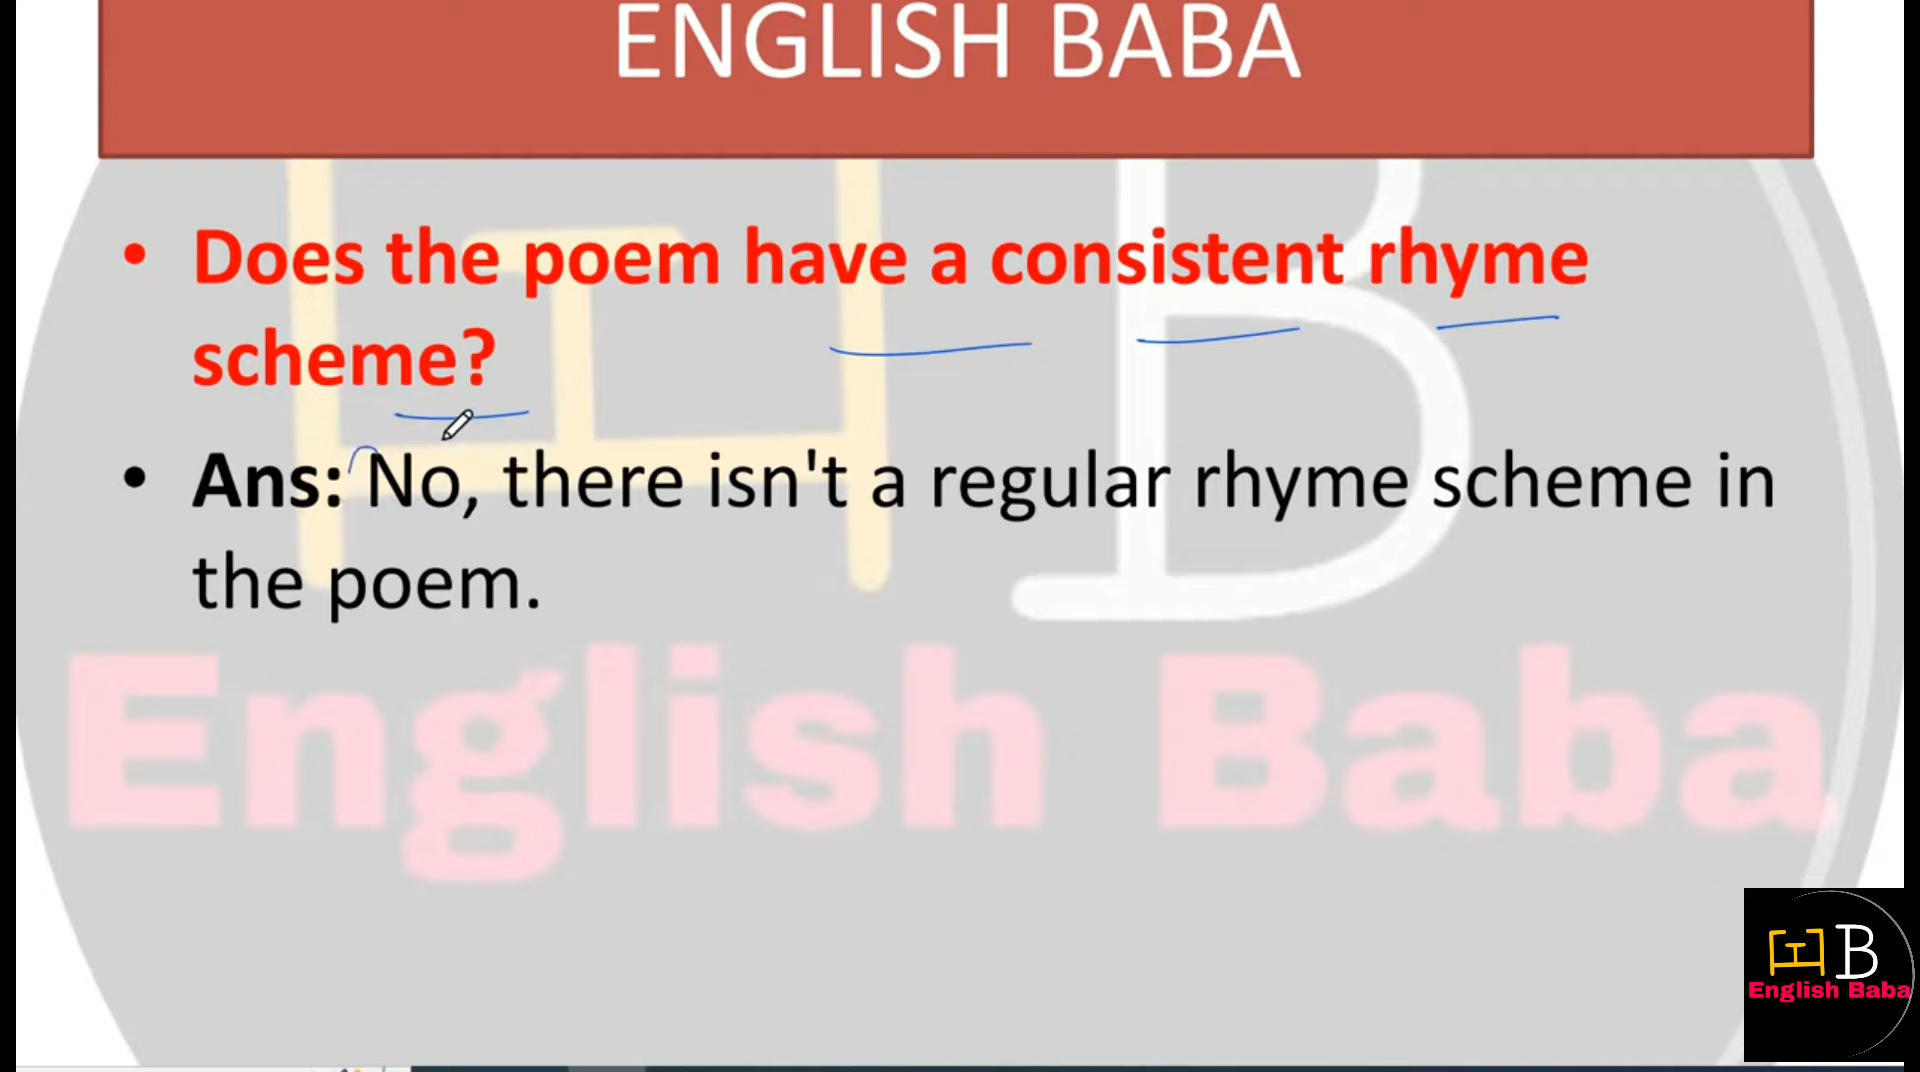 ENGLISH BABA
• Does the poem have a consistent rhyme
scheme?
• Ans: No, there isn't a regular rhyme scheme in
the poem.
English Baba
B
English Baba